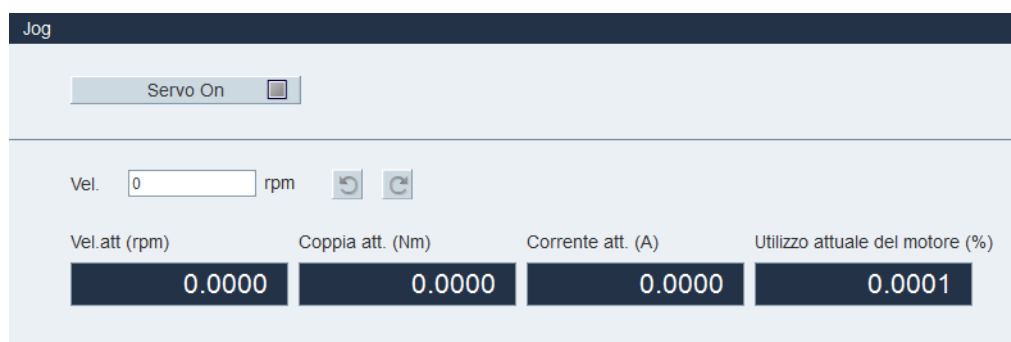 Jog
Servo On
Vel. 0 rpm
Vel.att (rpm) Coppia att. (Nm) Corrente att. (A) Utilizzo attuale del motore (%)
0.0000 0.0000 0.0000 0.0001